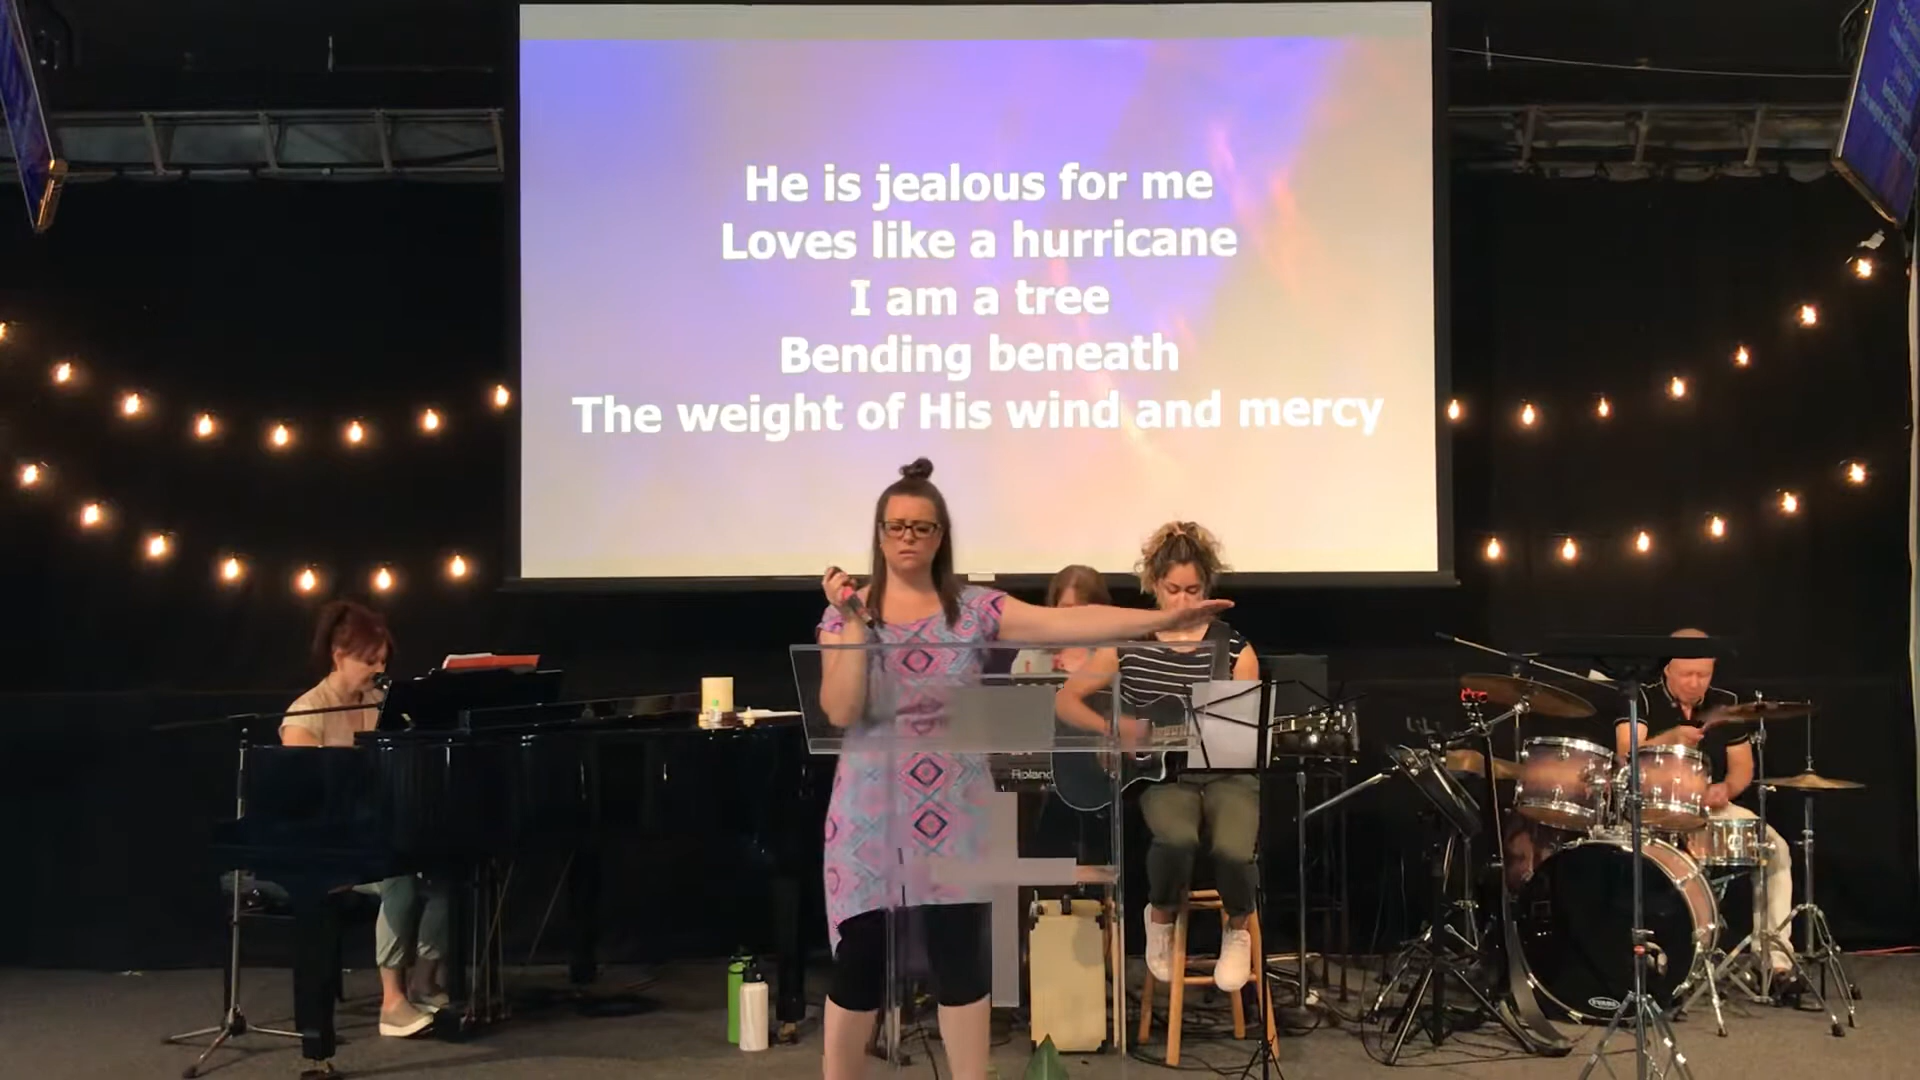 He is jealous for me
Loves like a hurricane
I am a tree
Bending beneath
The weight of His wind and mercy
Roland
EVANS